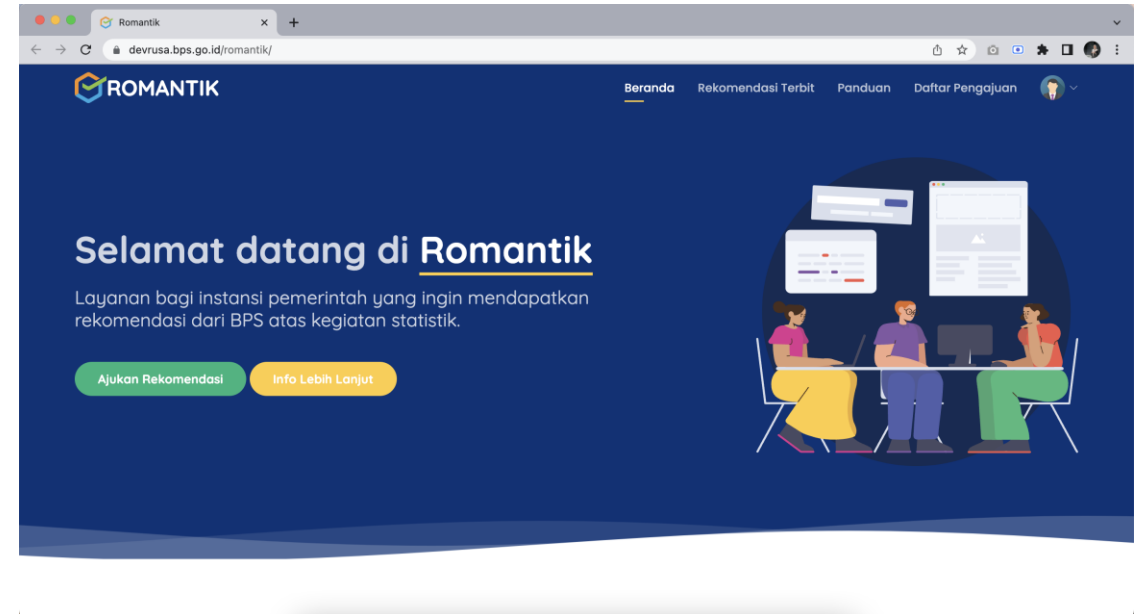 Romantik
devrusa.bps.go.id/romantik/
ROMANTIK
Beranda Rekomendasi Terbit Panduan Daftar Pengajuan
Selamat datang di Romantik
Layanan bagi instansi pemerintah yang ingin mendapatkan
rekomendasi dari BPS atas kegiatan statistik.
Ajukan Rekomendasi Info Lebih Lanjut